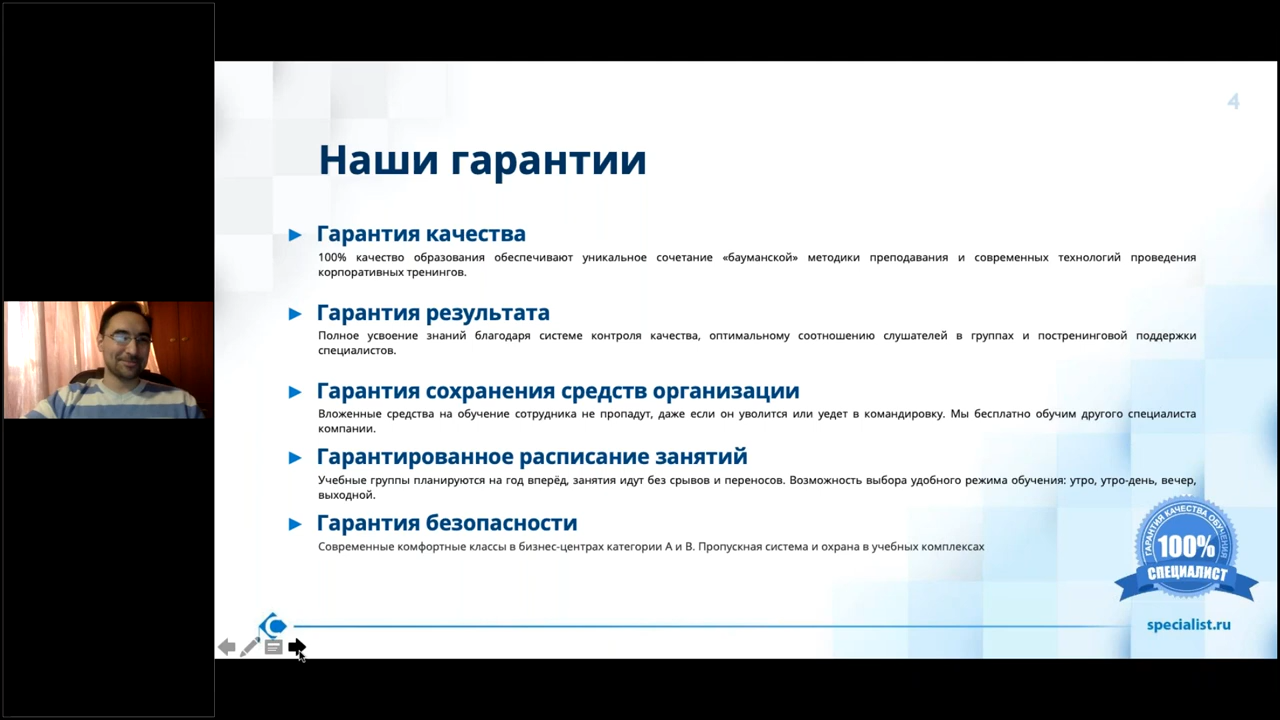 4
Наши гарантии
Гарантия качества
100% качество образования обеспечивают уникальное сочетание «бауманской» методики преподавания и современных технологий проведения
корпоративных тренингов.
Гарантия результата
Полное усвоение знаний благодаря системе контроля качества, оптимальному соотношению слушателей в группах и постренинговой поддержки
специалистов.
Гарантия сохранения средств организации
Вложенные средства на обучение сотрудника не пропадут, даже если он уволится или уедет в командировку. Мы бесплатно обучим другого специалиста
компании.
Гарантированное расписание занятий
Учебные группы планируются на год вперёд, занятия идут без срывов и переносов. Возможность выбора удобного режима обучения: утро, утро-день, вечер,
выходной.
Гарантия безопасности
Современные комфортные классы в бизнес-центрах категории А и В. Пропускная система и охрана в учебных комплексах
ГАРАНТИЯ КАЧЕСТВА ОБУЧЕНИЯ
100%
СПЕЦИАЛИСТ
specialist.ru